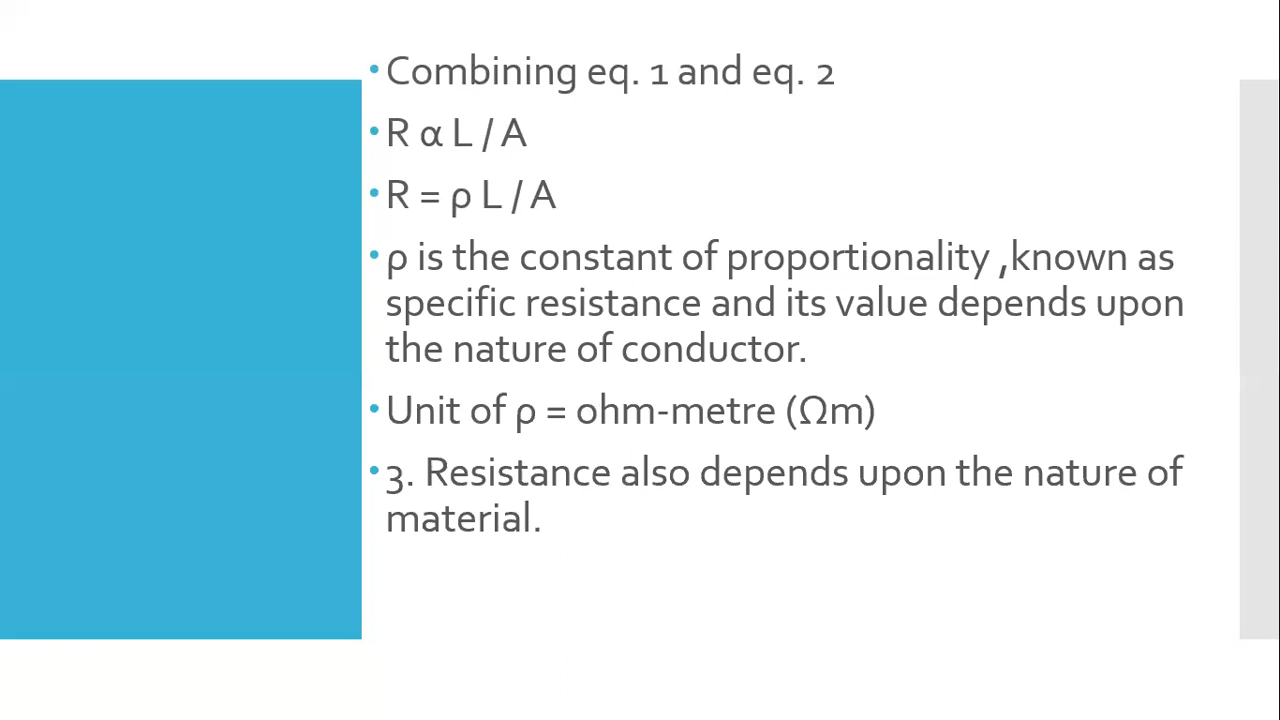 • Combining eq. 1 and eq. 2
• R α L / A
• R = ρ L / A
• ρ is the constant of proportionality ,known as
specific resistance and its value depends upon
the nature of conductor.
• Unit of ρ = ohm-metre (Ωm)
• 3. Resistance also depends upon the nature of
material.